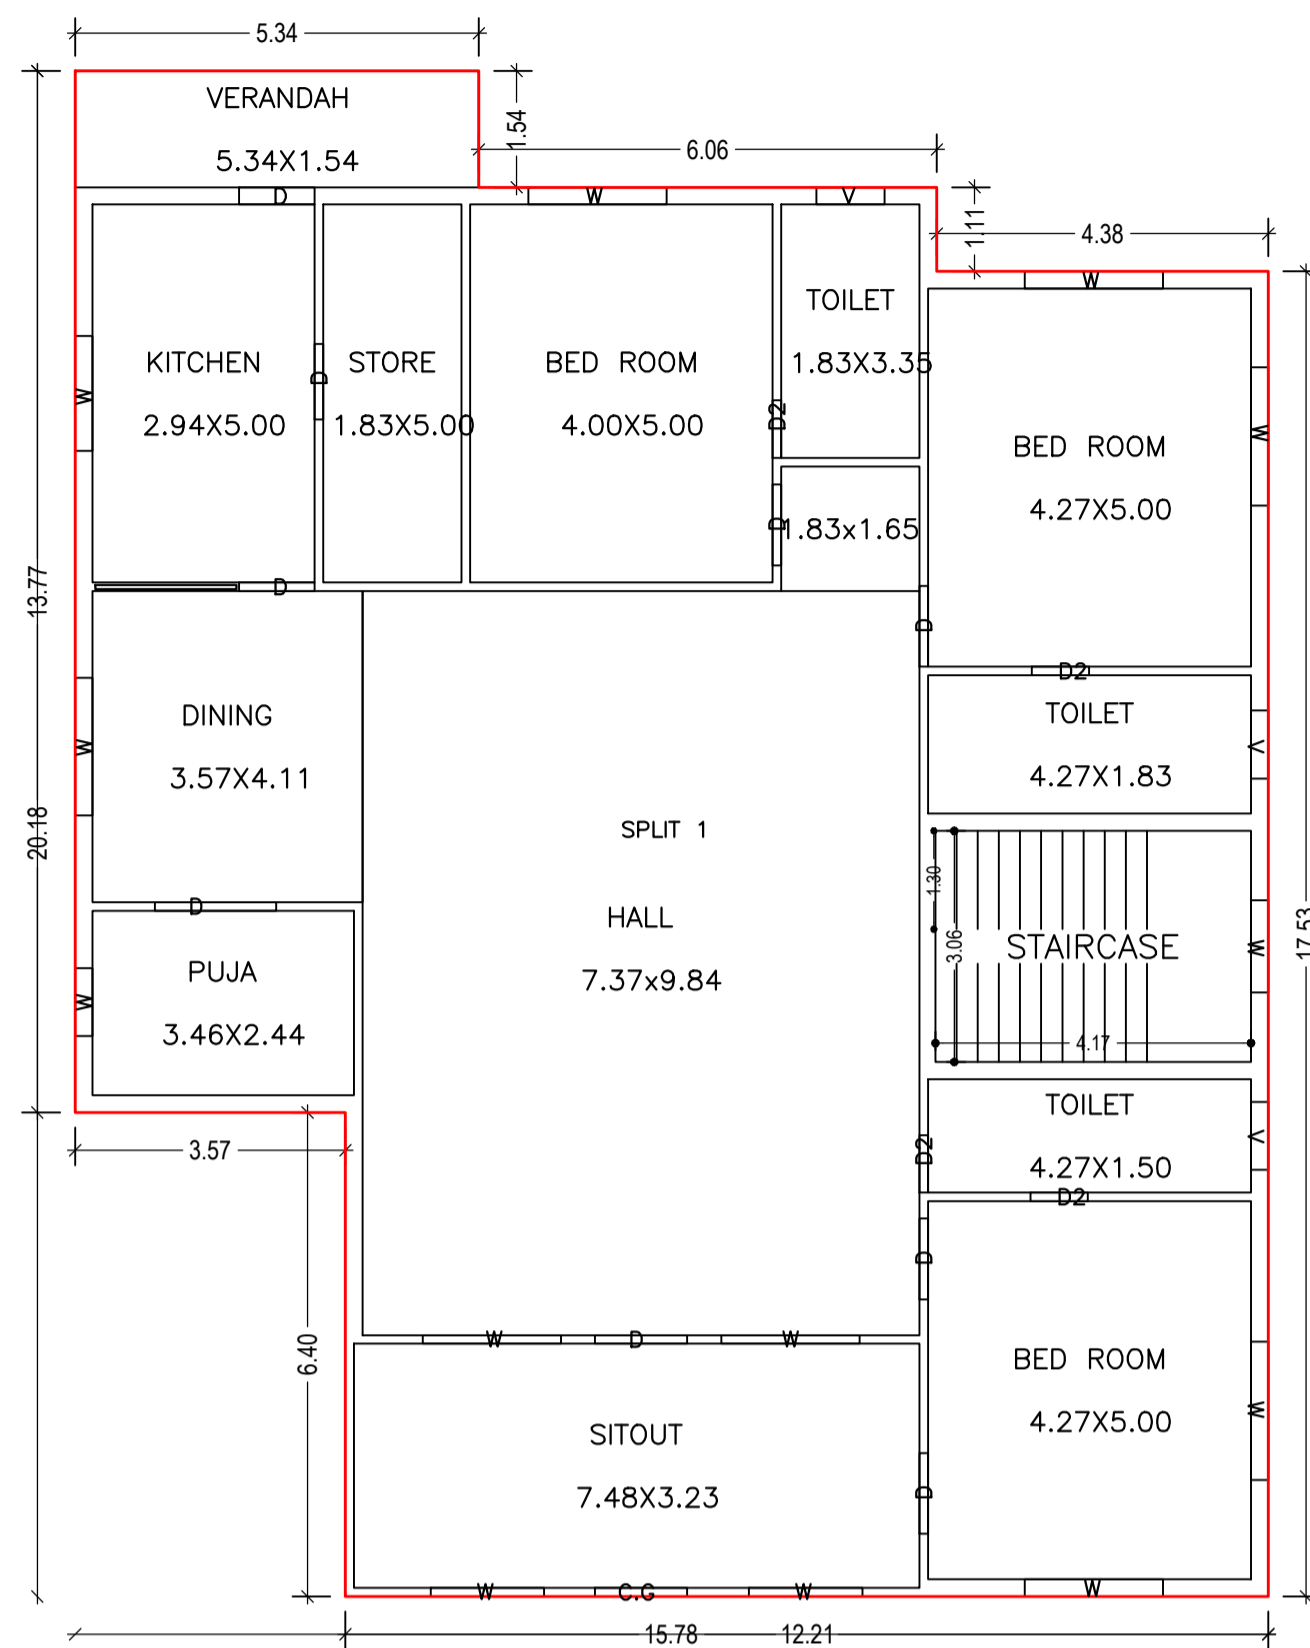 5.34
VERANDAH
5.34X1.54
1.54
6.06
1.11
4.38
D
W
V
W
KITCHEN
2.94X5.00
W
D
STORE
1.83X5.00
BED ROOM
4.00X5.00
TOILET
1.83X3.35
D2
BED ROOM
4.27X5.00
W
D
1.83x1.65
13.77
D
D
D2
DINING
3.57X4.11
W
TOILET
4.27X1.83
V
20.18
SPLIT 1
HALL
7.37x9.84
1.30
3.06
STAIRCASE
4.17
W
17.53
D
PUJA
3.46X2.44
W
3.57
TOILET
4.27X1.50
V
D2
D2
D
6.40
W
D
W
BED ROOM
4.27X5.00
W
SITOUT
7.48X3.23
D
W
C.G
W
W
15.78
12.21